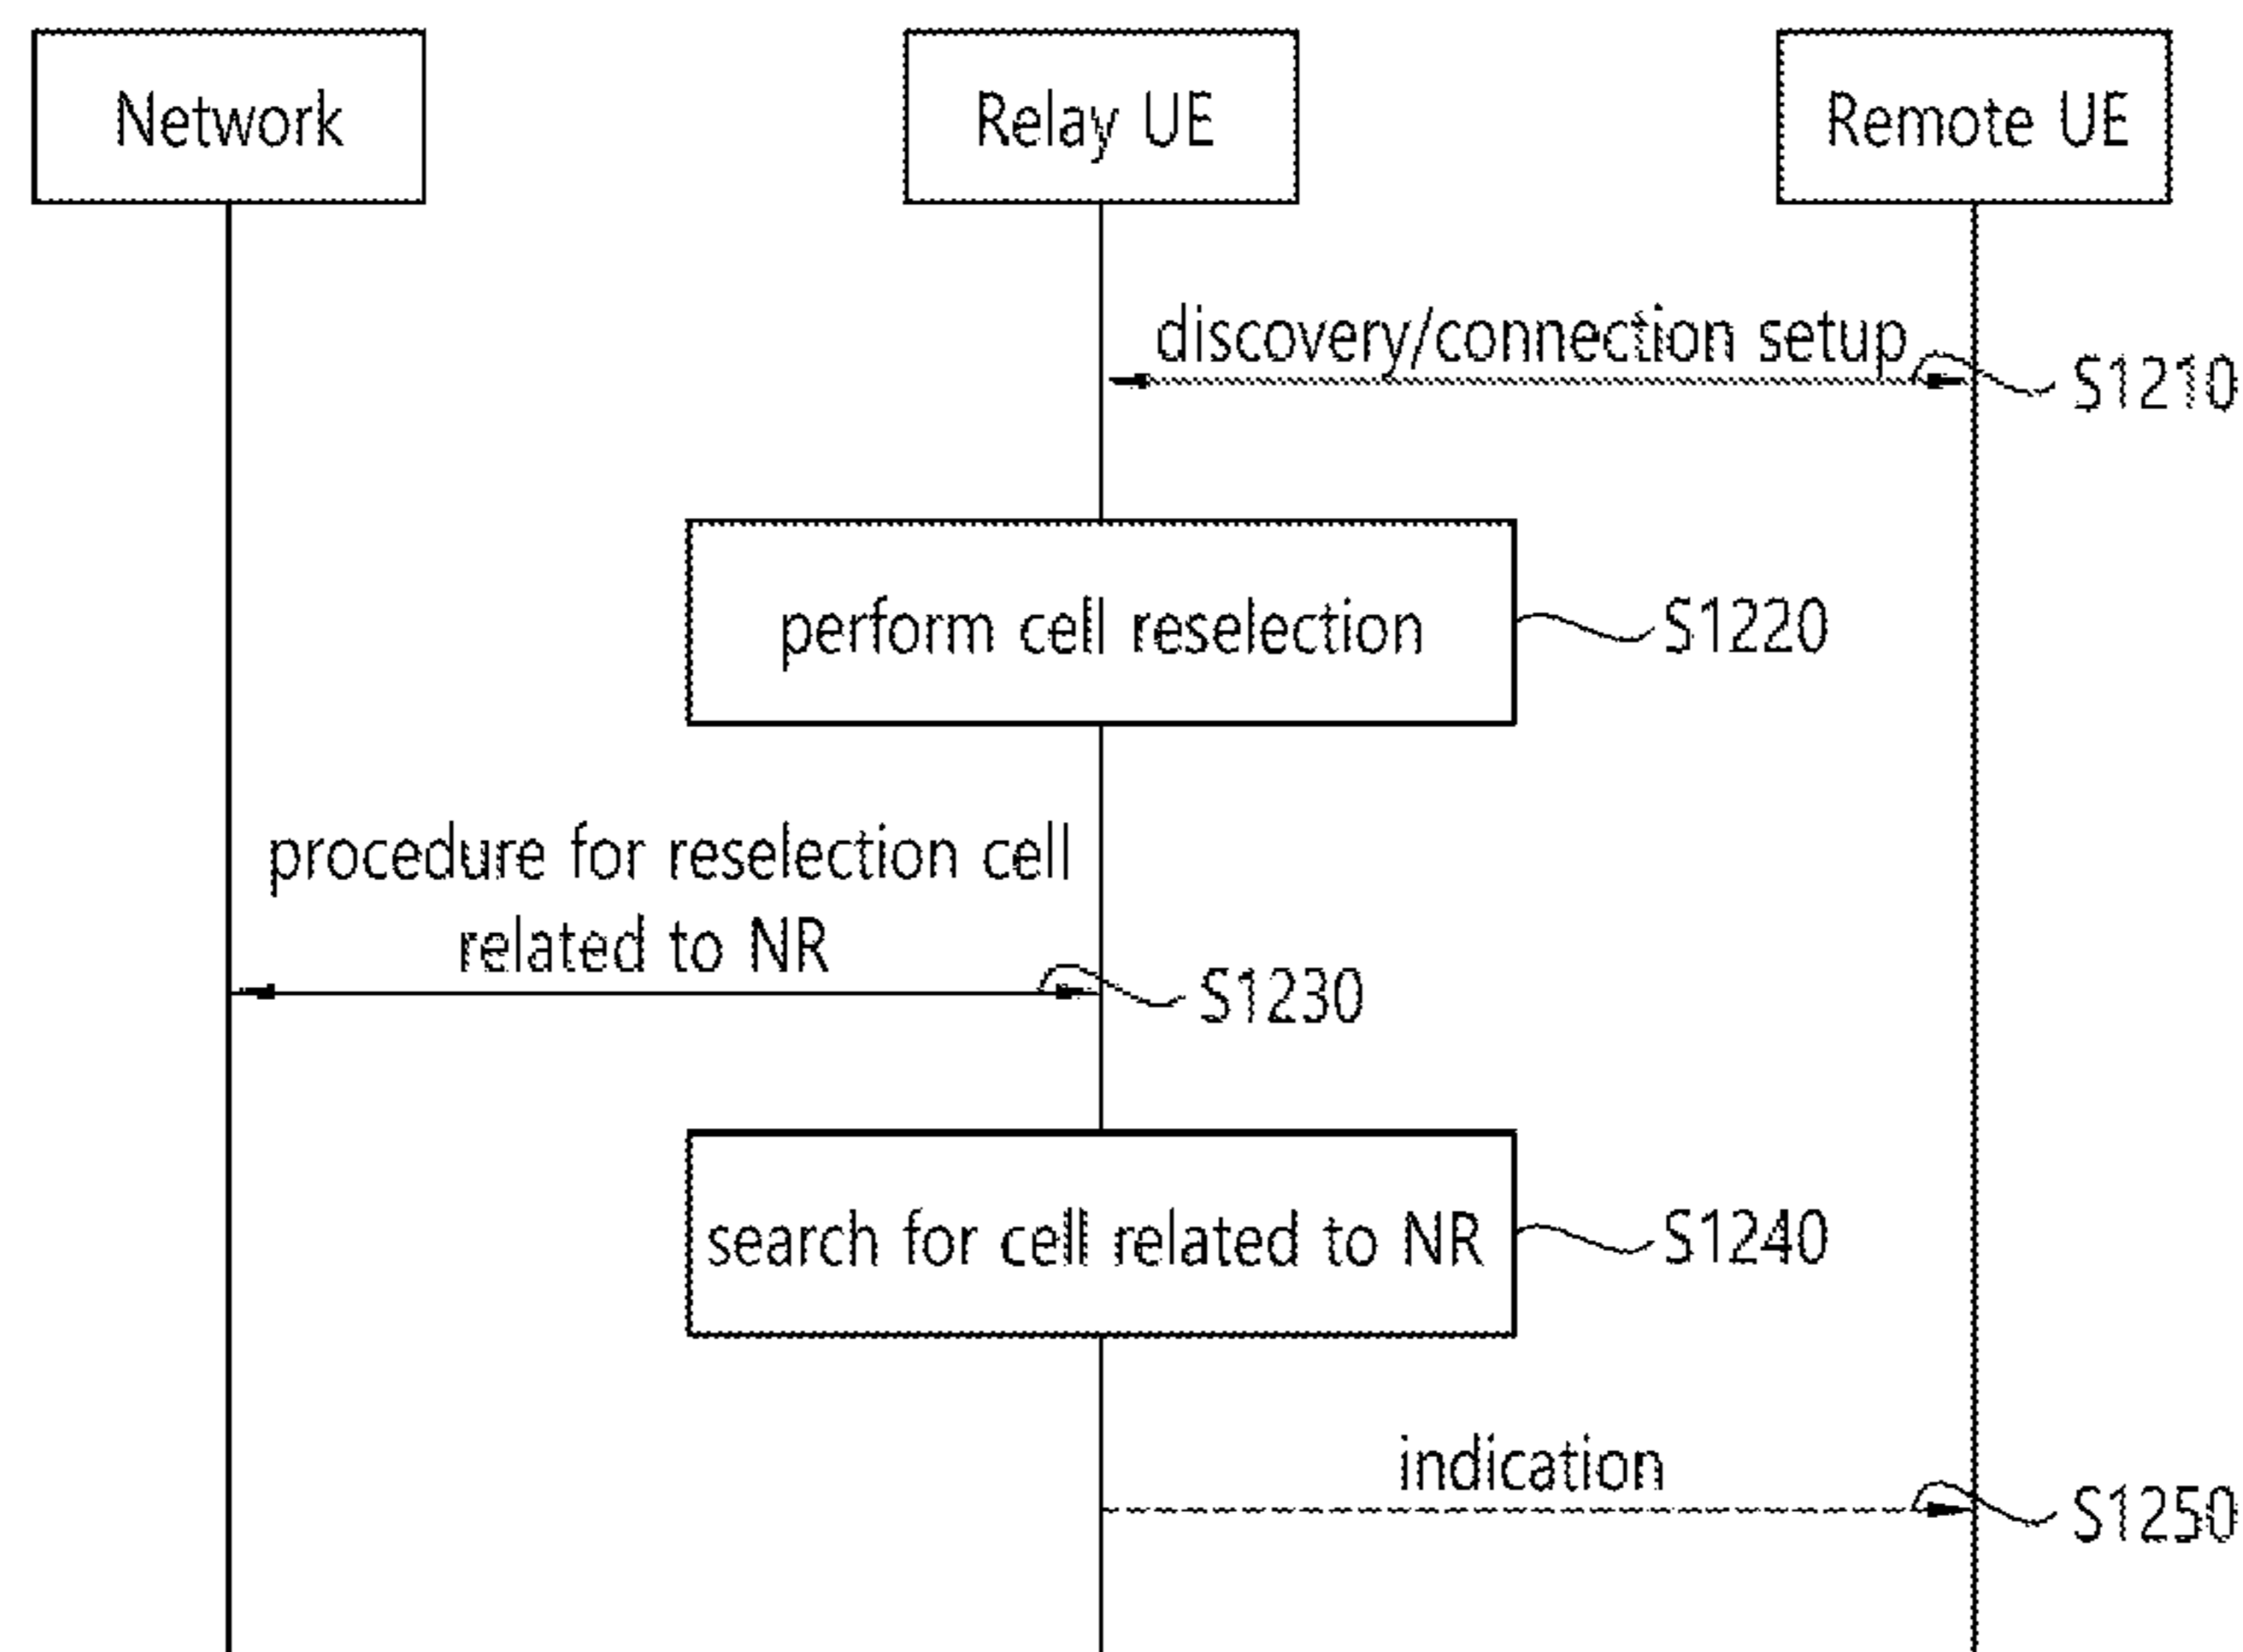 Network
Relay UE
Remote UE
discovery/connection setup
S1210
perform cell reselection
S1220
procedure for reselection cell
related to NR
S1230
search for cell related to NR
S1240
indication
S1250